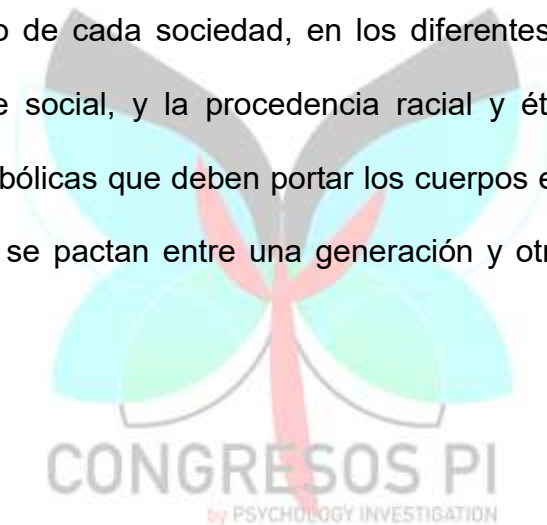 o de cada sociedad, en los diferentes
e social, y la procedencia racial y ét
bólicas que deben portar los cuerpos e
se pactan entre una generación y otr
CONGRESOS PI
by PSYCHOLOGY INVESTIGATION